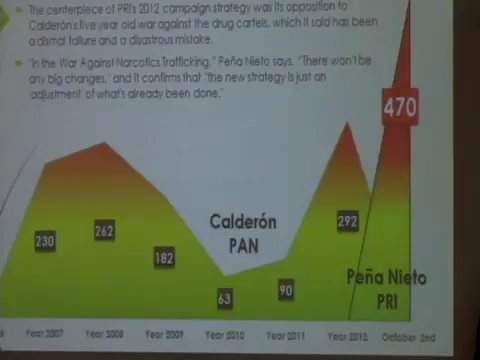 The centerpiece of PRI's 2012 campaign strategy was its opposition to
Calderón's five year old war against the drug cartels, which it said has been
a dismal failure and a disastrous mistake.
"In the War Against Narcotics Trafficking," Peña Nieto says, "There won't be
any big changes," and it confirms that "the new strategy is just an
'adjustment' of what's already been done."
470
230
262
182
63
90
292
Calderón
PAN
Peña Nieto
PRI
Year 2007
Year 2008
Year 2009
Year 2010
Year 2011
Year 2012
October 2nd